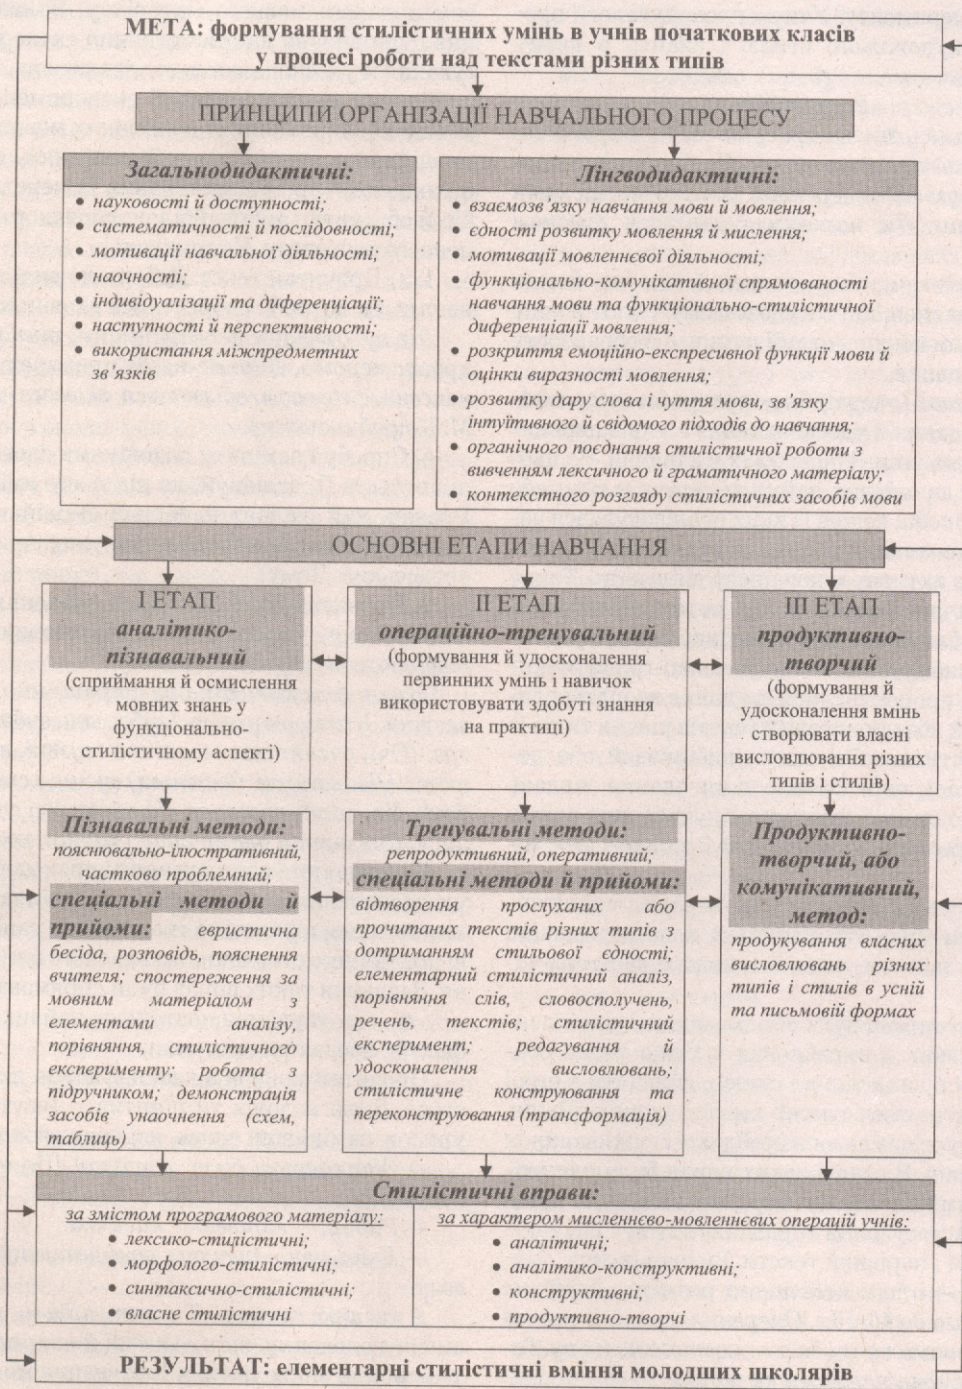 МЕТА: формування стилістичних умінь в учнів початкових класів
у процесі роботи над текстами різних типів
ПРИНЦИПИ ОРГАНІЗАЦІЇ НАВЧАЛЬНОГО ПРОЦЕСУ
Загальнодидактичні:
• науковості й доступності;
• систематичності й послідовності;
• мотивації навчальної діяльності;
• наочності;
• індивідуалізації та диференціації;
• наступності й перспективності;
• використання міжпредметних
зв’язків
Лінгводидактичні:
• взаємозв’язку навчання мови й мовлення;
• єдності розвитку мовлення й мислення;
• мотивації мовленнєвої діяльності;
• функціонально-комунікативної спрямованості
навчання мови та функціонально-стилістичної
диференціації мовлення;
• розкриття емоційно-експресивної функції мови й
оцінки виразності мовлення;
• розвитку дару слова і чуття мови, зв’язку
інтуїтивного й свідомого підходів до навчання;
• органічного поєднання стилістичної роботи з
вивченням лексичного й граматичного матеріалу;
• контекстного розгляду стилістичних засобів мови
ОСНОВНІ ЕТАПИ НАВЧАННЯ
І ЕТАП
аналітико-
пізнавальний
(сприймання й осмислення
мовних знань у
функціонально-
стилістичному аспекті)
ІІ ЕТАП
операційно-тренувальний
(формування й удосконалення
первинних умінь і навичок
використовувати здобуті знання
на практиці)
ІІІ ЕТАП
продуктивно-
творчий
(формування й
удосконалення вмінь
створювати власні
висловлювання різних
типів і стилів)
Пізнавальні методи:
пояснювально-ілюстративний,
частково проблемний;
спеціальні методи й
прийоми: евристична
бесіда, розповідь, пояснення
вчителя; спостереження за
мовним матеріалом з
елементами аналізу,
порівняння, стилістичного
експерименту; робота з
підручником; демонстрація
засобів унаочнення (схем,
таблиць)
Тренувальні методи:
репродуктивний, оперативний;
спеціальні методи й прийоми:
відтворення прослуханих або
прочитаних текстів різних типів з
дотриманням стильової єдності;
елементарний стилістичний аналіз,
порівняння слів, словосполучень,
речень, текстів; стилістичний
експеримент; редагування й
удосконалення висловлювань;
стилістичне конструювання та
переконструювання (трансформація)
Продуктивно-
творчий, або
комунікативний,
метод:
продукування власних
висловлювань різних
типів і стилів в усній
та письмовій формах
Стилістичні вправи:
за змістом програмового матеріалу:
• лексико-стилістичні;
• морфолого-стилістичні;
• синтаксично-стилістичні;
• власне стилістичні
за характером мисленнєво-мовленнєвих операцій учнів:
• аналітичні;
• аналітико-конструктивні;
• конструктивні;
• продуктивно-творчі
РЕЗУЛЬТАТ: елементарні стилістичні вміння молодших школярів